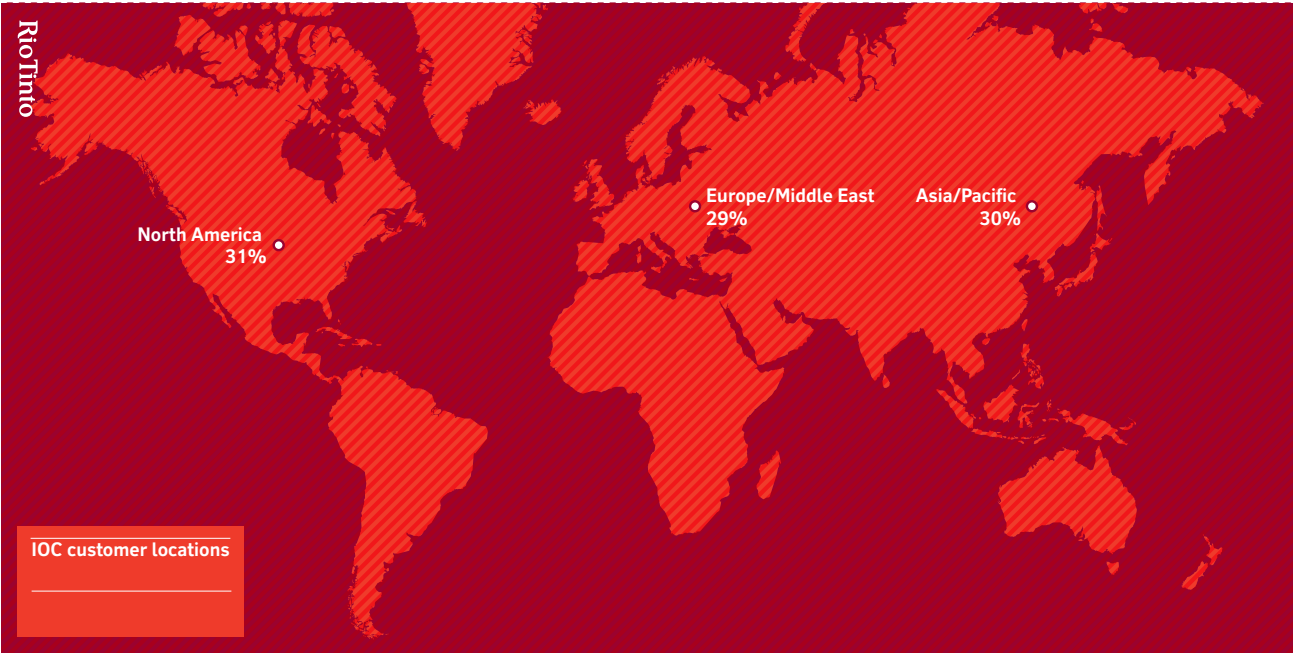 Rio Tinto
North America
31%
Europe/Middle East
29%
Asia/Pacific
30%
IOC customer locations